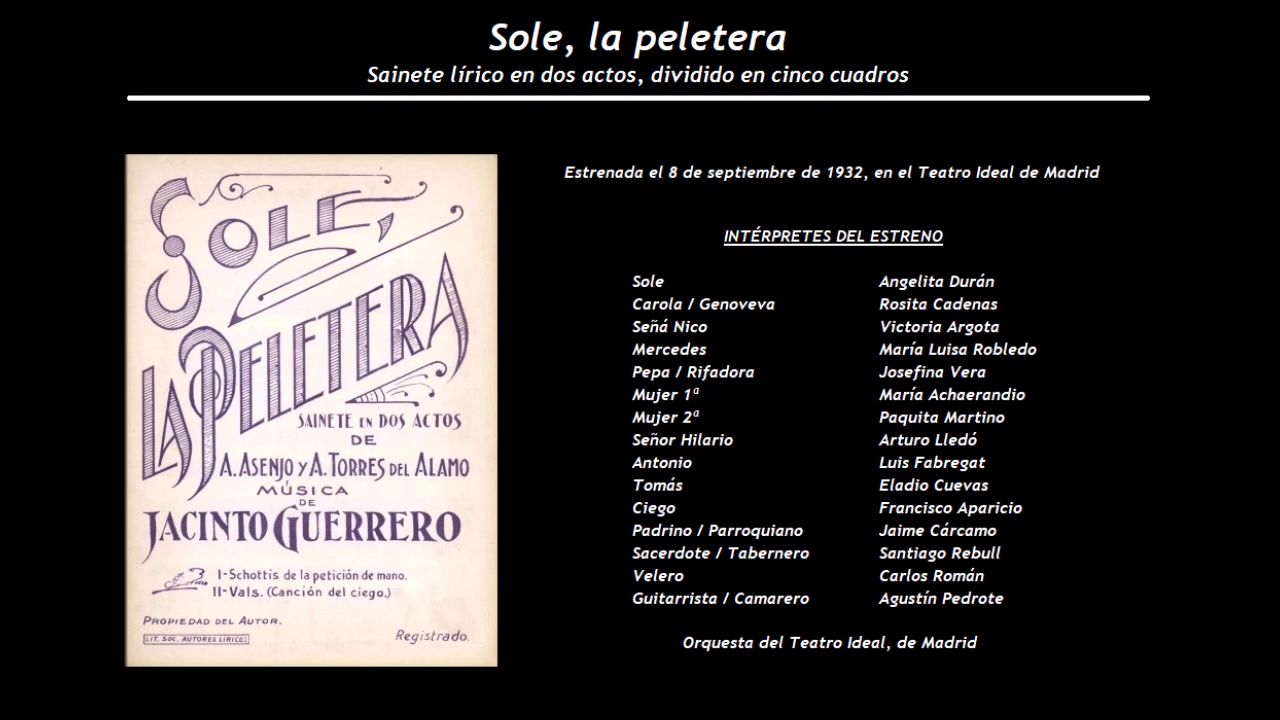 Sole, la peletera
Sainete lírico en dos actos, dividido en cinco cuadros
SOLE,
LA PELETERA
SAINETE EN DOS ACTOS
DE
A. ASENJO Y A. TORRES DEL ALAMO
MÚSICA
DE
JACINTO GUERRERO
I-Schottis de la petición de mano.
II-Vals. (Canción del ciego.)
PROPIEDAD DEL AUTOR.
LIT. SOC. AUTORES LIRICOS
Registrado.
Estrenada el 8 de septiembre de 1932, en el Teatro Ideal de Madrid
INTÉRPRETES DEL ESTRENO
Sole Angelita Durán
Carola / Genoveva Rosita Cadenas
Señá Nico Victoria Argota
Mercedes María Luisa Robledo
Pepa / Rifadora Josefina Vera
Mujer 1ª María Achaerandio
Mujer 2ª Paquita Martino
Señor Hilario Arturo Lledó
Antonio Luis Fabregat
Tomás Eladio Cuevas
Ciego Francisco Aparicio
Padrino / Parroquiano Jaime Cárcamo
Sacerdote / Tabernero Santiago Rebull
Velero Carlos Román
Guitarrista / Camarero Agustín Pedrote
Orquesta del Teatro Ideal, de Madrid